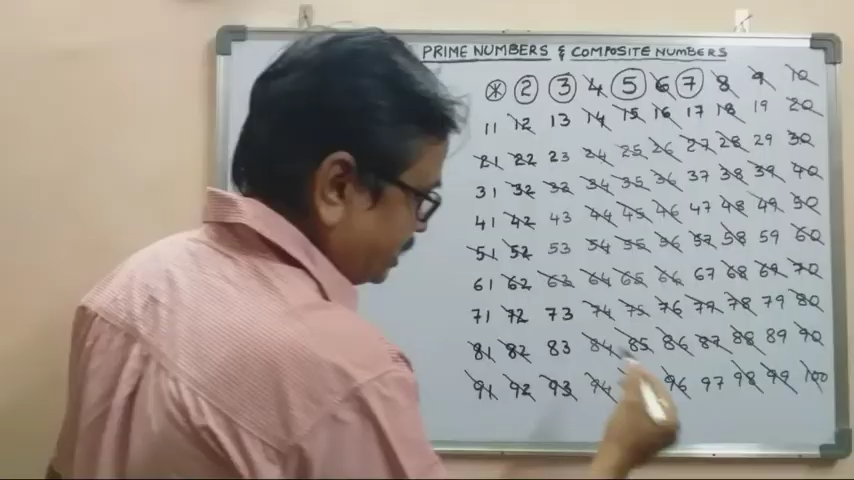 PRIME NUMBERS & COMPOSITE NUMBERS
* 2 3 4 5 6 7 8 9 10
11 12 13 14 15 16 17 18 19 20
21 22 23 24 25 26 27 28 29 30
31 32 33 34 35 36 37 38 39 40
41 42 43 44 45 46 47 48 49 50
51 52 53 54 55 56 57 58 59 60
61 62 63 64 65 66 67 68 69 70
71 72 73 74 75 76 77 78 79 80
81 82 83 84 85 86 87 88 89 90
91 92 93 94 96 97 98 99 100